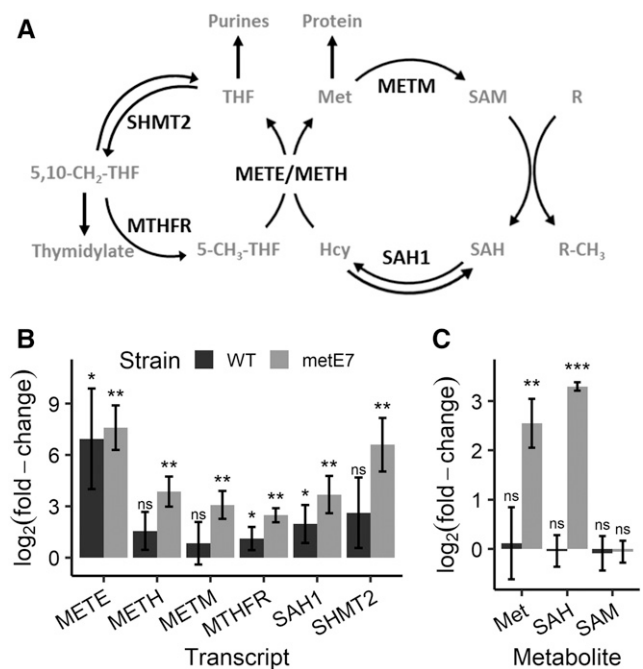 A
Purines Protein
THF Met METM SAM R
SHMT2
5,10-CH₂-THF METE/METH
MTHFR
Thymidylate 5-CH₃-THF Hcy SAH1 SAH R-CH₃
B
Strain WT metE7
log₂(fold − change)
9
6
3
0
* ** ns ** ns ** * ** * ** ns **
METE METH METM MTHFR SAH1 SHMT2
Transcript
C
log₂(fold − change)
3
2
1
0
ns ** ns *** ns ns
Met SAH SAM
Metabolite